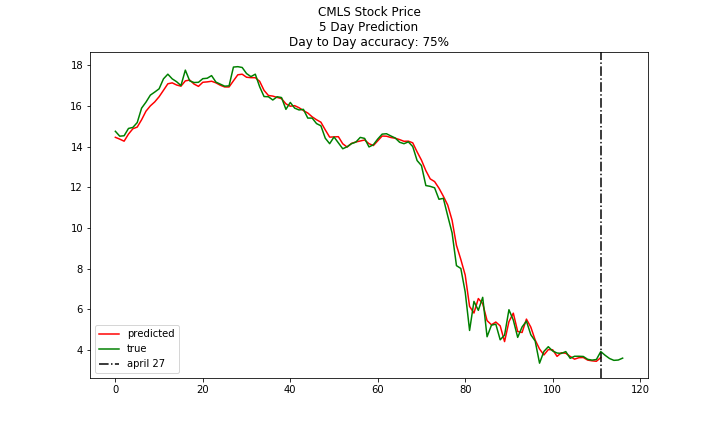 CMLS Stock Price
5 Day Prediction
Day to Day accuracy: 75%
18
16
14
12
10
8
6
4
predicted
true
april 27
0 20 40 60 80 100 120